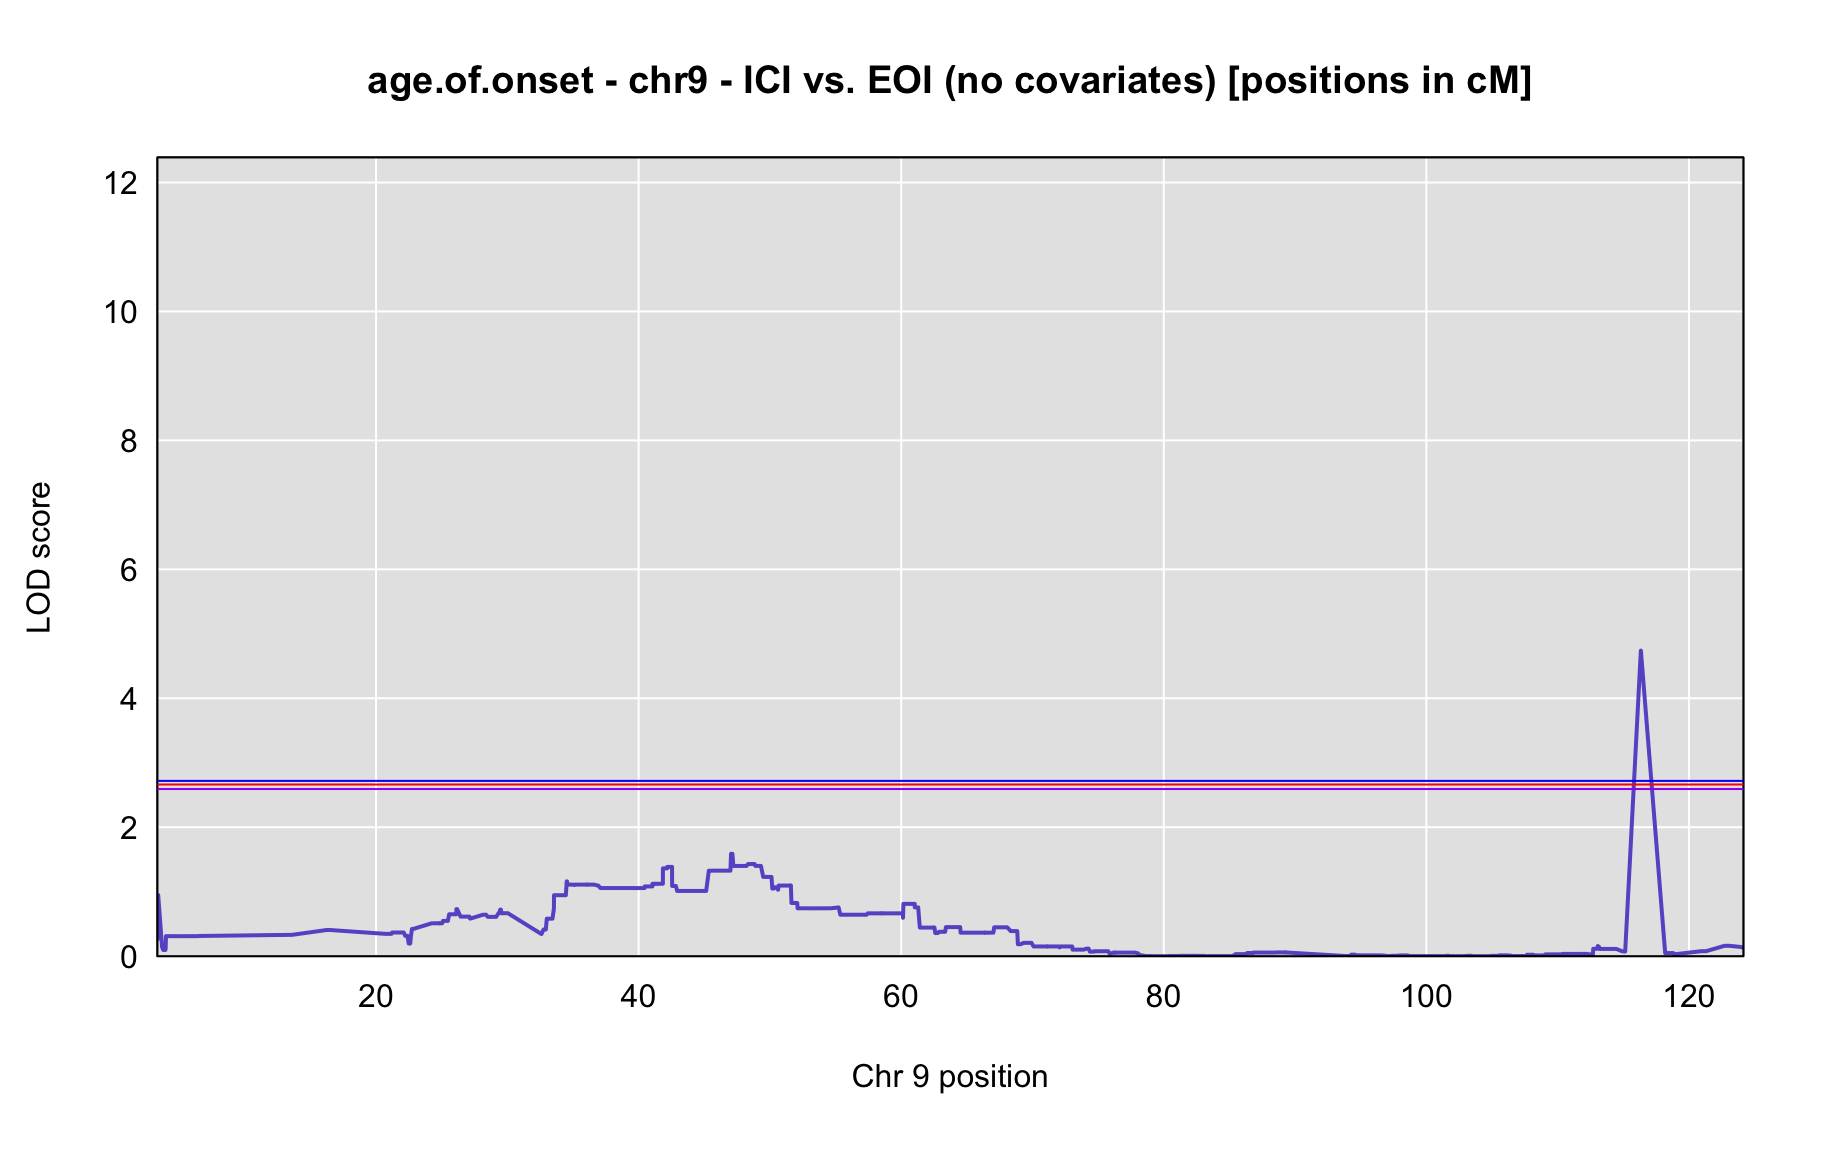 age.of.onset - chr9 - ICI vs. EOI (no covariates) [positions in cM]
12
10
8
6
4
2
0
LOD score
20 40 60 80 100 120
Chr 9 position